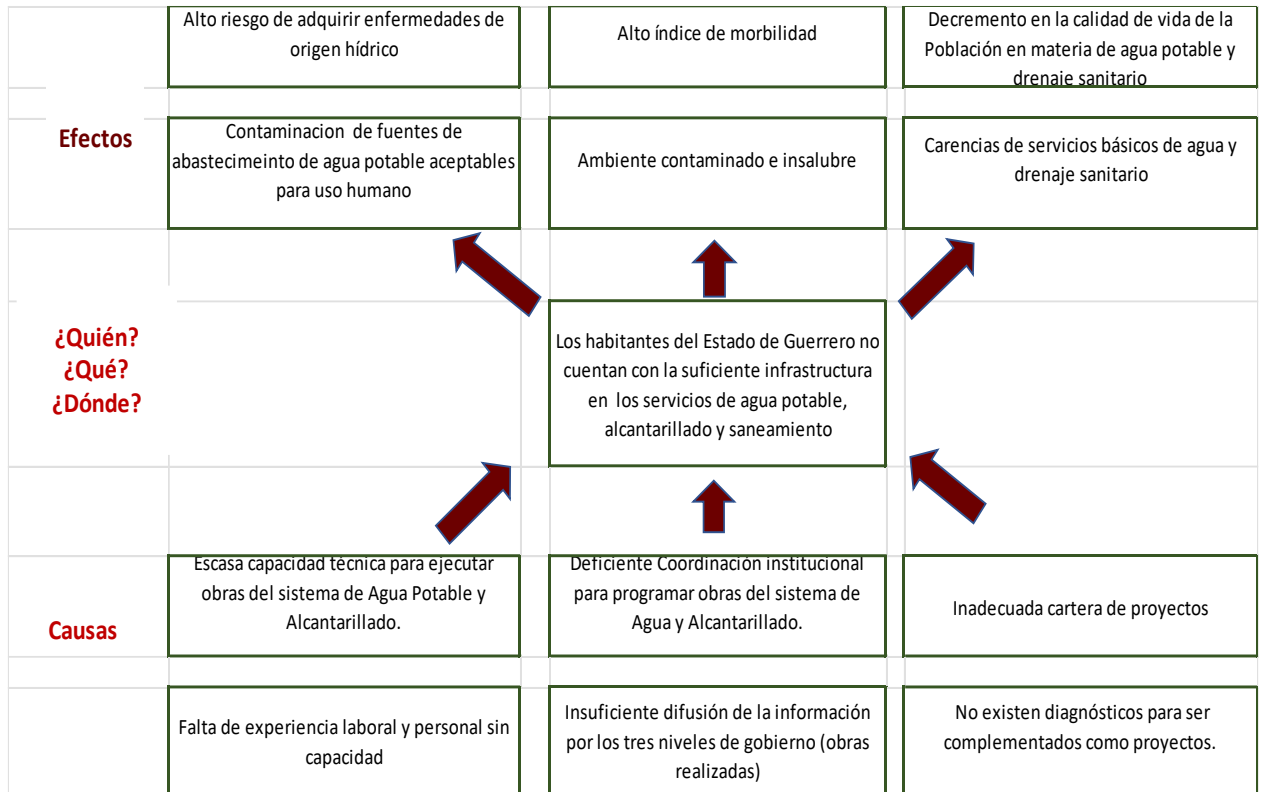 Alto riesgo de adquirir enfermedades de
origen hídrico
Alto índice de morbilidad
Decremento en la calidad de vida de la
Población en materia de agua potable y
drenaje sanitario
Efectos
Contaminacion de fuentes de
abastecimeinto de agua potable aceptables
para uso humano
Ambiente contaminado e insalubre
Carencias de servicios básicos de agua y
drenaje sanitario
¿Quién?
¿Qué?
¿Dónde?
Los habitantes del Estado de Guerrero no
cuentan con la suficiente infraestructura
en los servicios de agua potable,
alcantarillado y saneamiento
Causas
Escasa capacidad técnica para ejecutar
obras del sistema de Agua Potable y
Alcantarillado.
Deficiente Coordinación institucional
para programar obras del sistema de
Agua y Alcantarillado.
Inadecuada cartera de proyectos
Falta de experiencia laboral y personal sin
capacidad
Insuficiente difusión de la información
por los tres niveles de gobierno (obras
realizadas)
No existen diagnósticos para ser
complementados como proyectos.